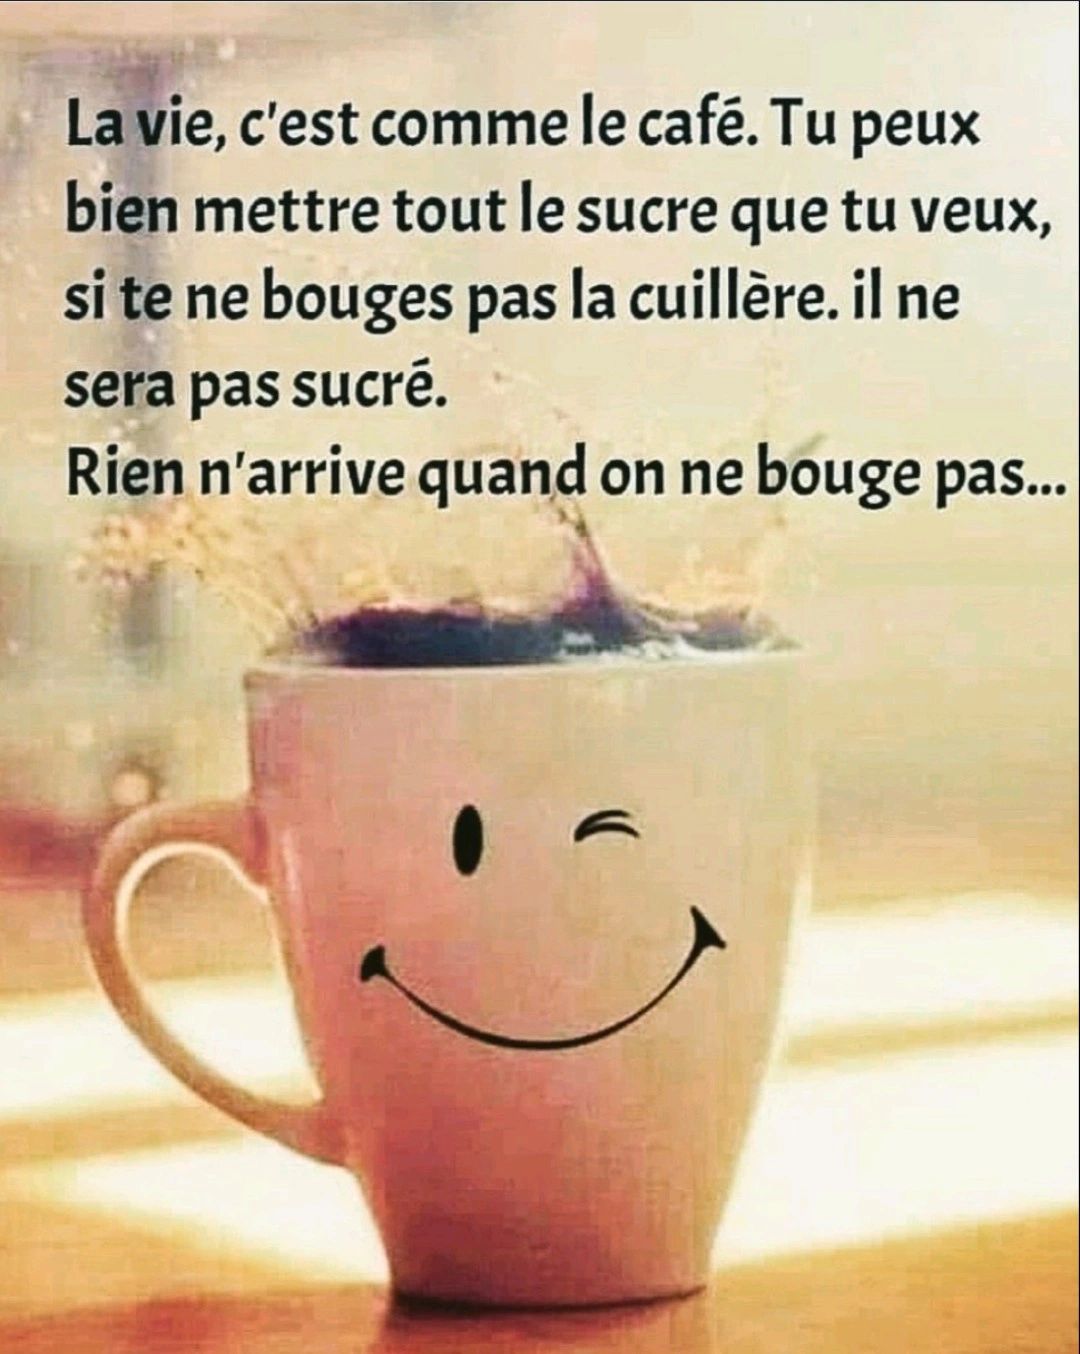 La vie, c'est comme le café. Tu peux
bien mettre tout le sucre que tu veux,
si te ne bouges pas la cuillère. il ne
sera pas sucré.
Rien n'arrive quand on ne bouge pas...